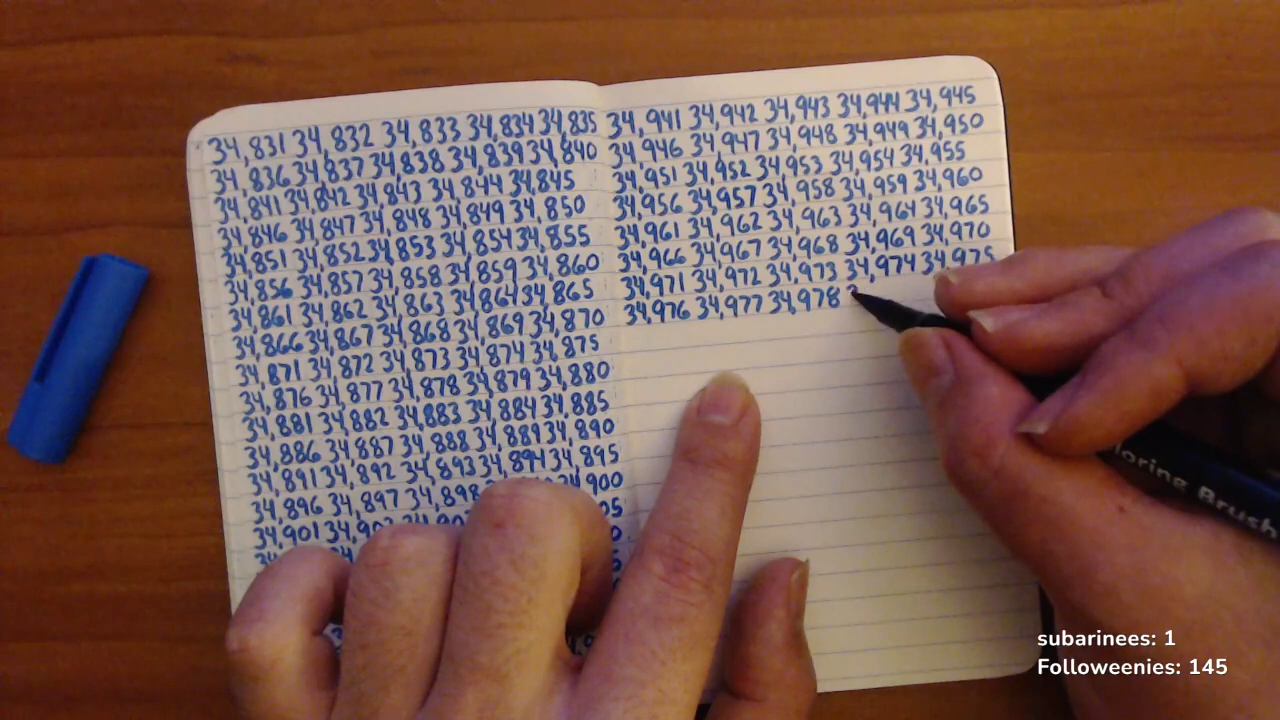 34,831 34,832 34,833 34,834 34,835
34,836 34,837 34,838 34,839 34,840
34,841 34,842 34,843 34,844 34,845
34,846 34,847 34,848 34,849 34,850
34,851 34,852 34,853 34,854 34,855
34,856 34,857 34,858 34,859 34,860
34,861 34,862 34,863 34,864 34,865
34,866 34,867 34,868 34,869 34,870
34,871 34,872 34,873 34,874 34,875
34,876 34,877 34,878 34,879 34,880
34,881 34,882 34,883 34,884 34,885
34,886 34,887 34,888 34,889 34,890
34,891 34,892 34,893 34,894 34,895
34,896 34,897 34,898 34,900
34,901
34,941 34,942 34,943 34,944 34,945
34,946 34,947 34,948 34,949 34,950
34,951 34,952 34,953 34,954 34,955
34,956 34,957 34,958 34,959 34,960
34,961 34,962 34,963 34,964 34,965
34,966 34,967 34,968 34,969 34,970
34,971 34,972 34,973 34,974 34,975
34,976 34,977 34,978
loring Brush
subarinees: 1
Followeenies: 145